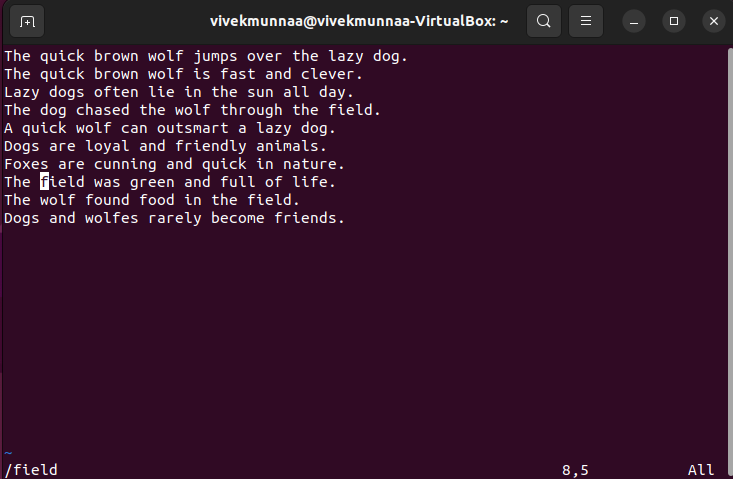 vivekmunnaa@vivekmunnaa-VirtualBox: ~
The quick brown wolf jumps over the lazy dog.
The quick brown wolf is fast and clever.
Lazy dogs often lie in the sun all day.
The dog chased the wolf through the field.
A quick wolf can outsmart a lazy dog.
Dogs are loyal and friendly animals.
Foxes are cunning and quick in nature.
The field was green and full of life.
The wolf found food in the field.
Dogs and wolfes rarely become friends.
~
/field 8,5 All